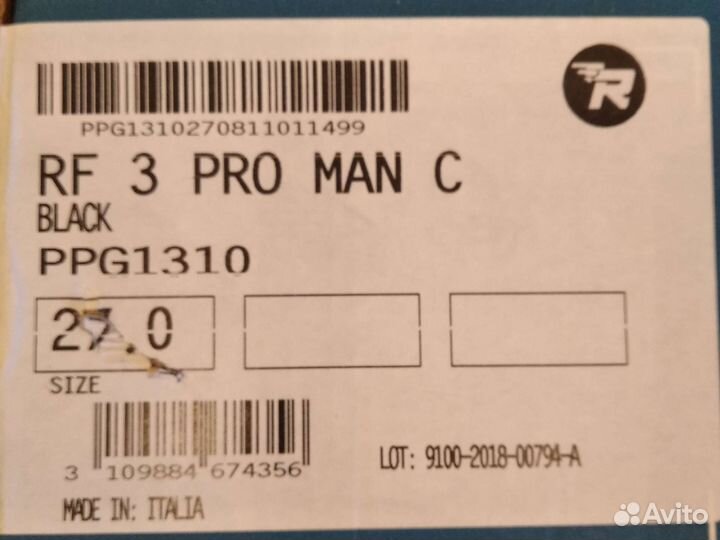 R
PPG1310270811011499
RF 3 PRO MAN C
BLACK
PPG1310
27 0
SIZE
3 109884 674356
LOT: 9100-2018-00794-A
MADE IN: ITALIA
Avito